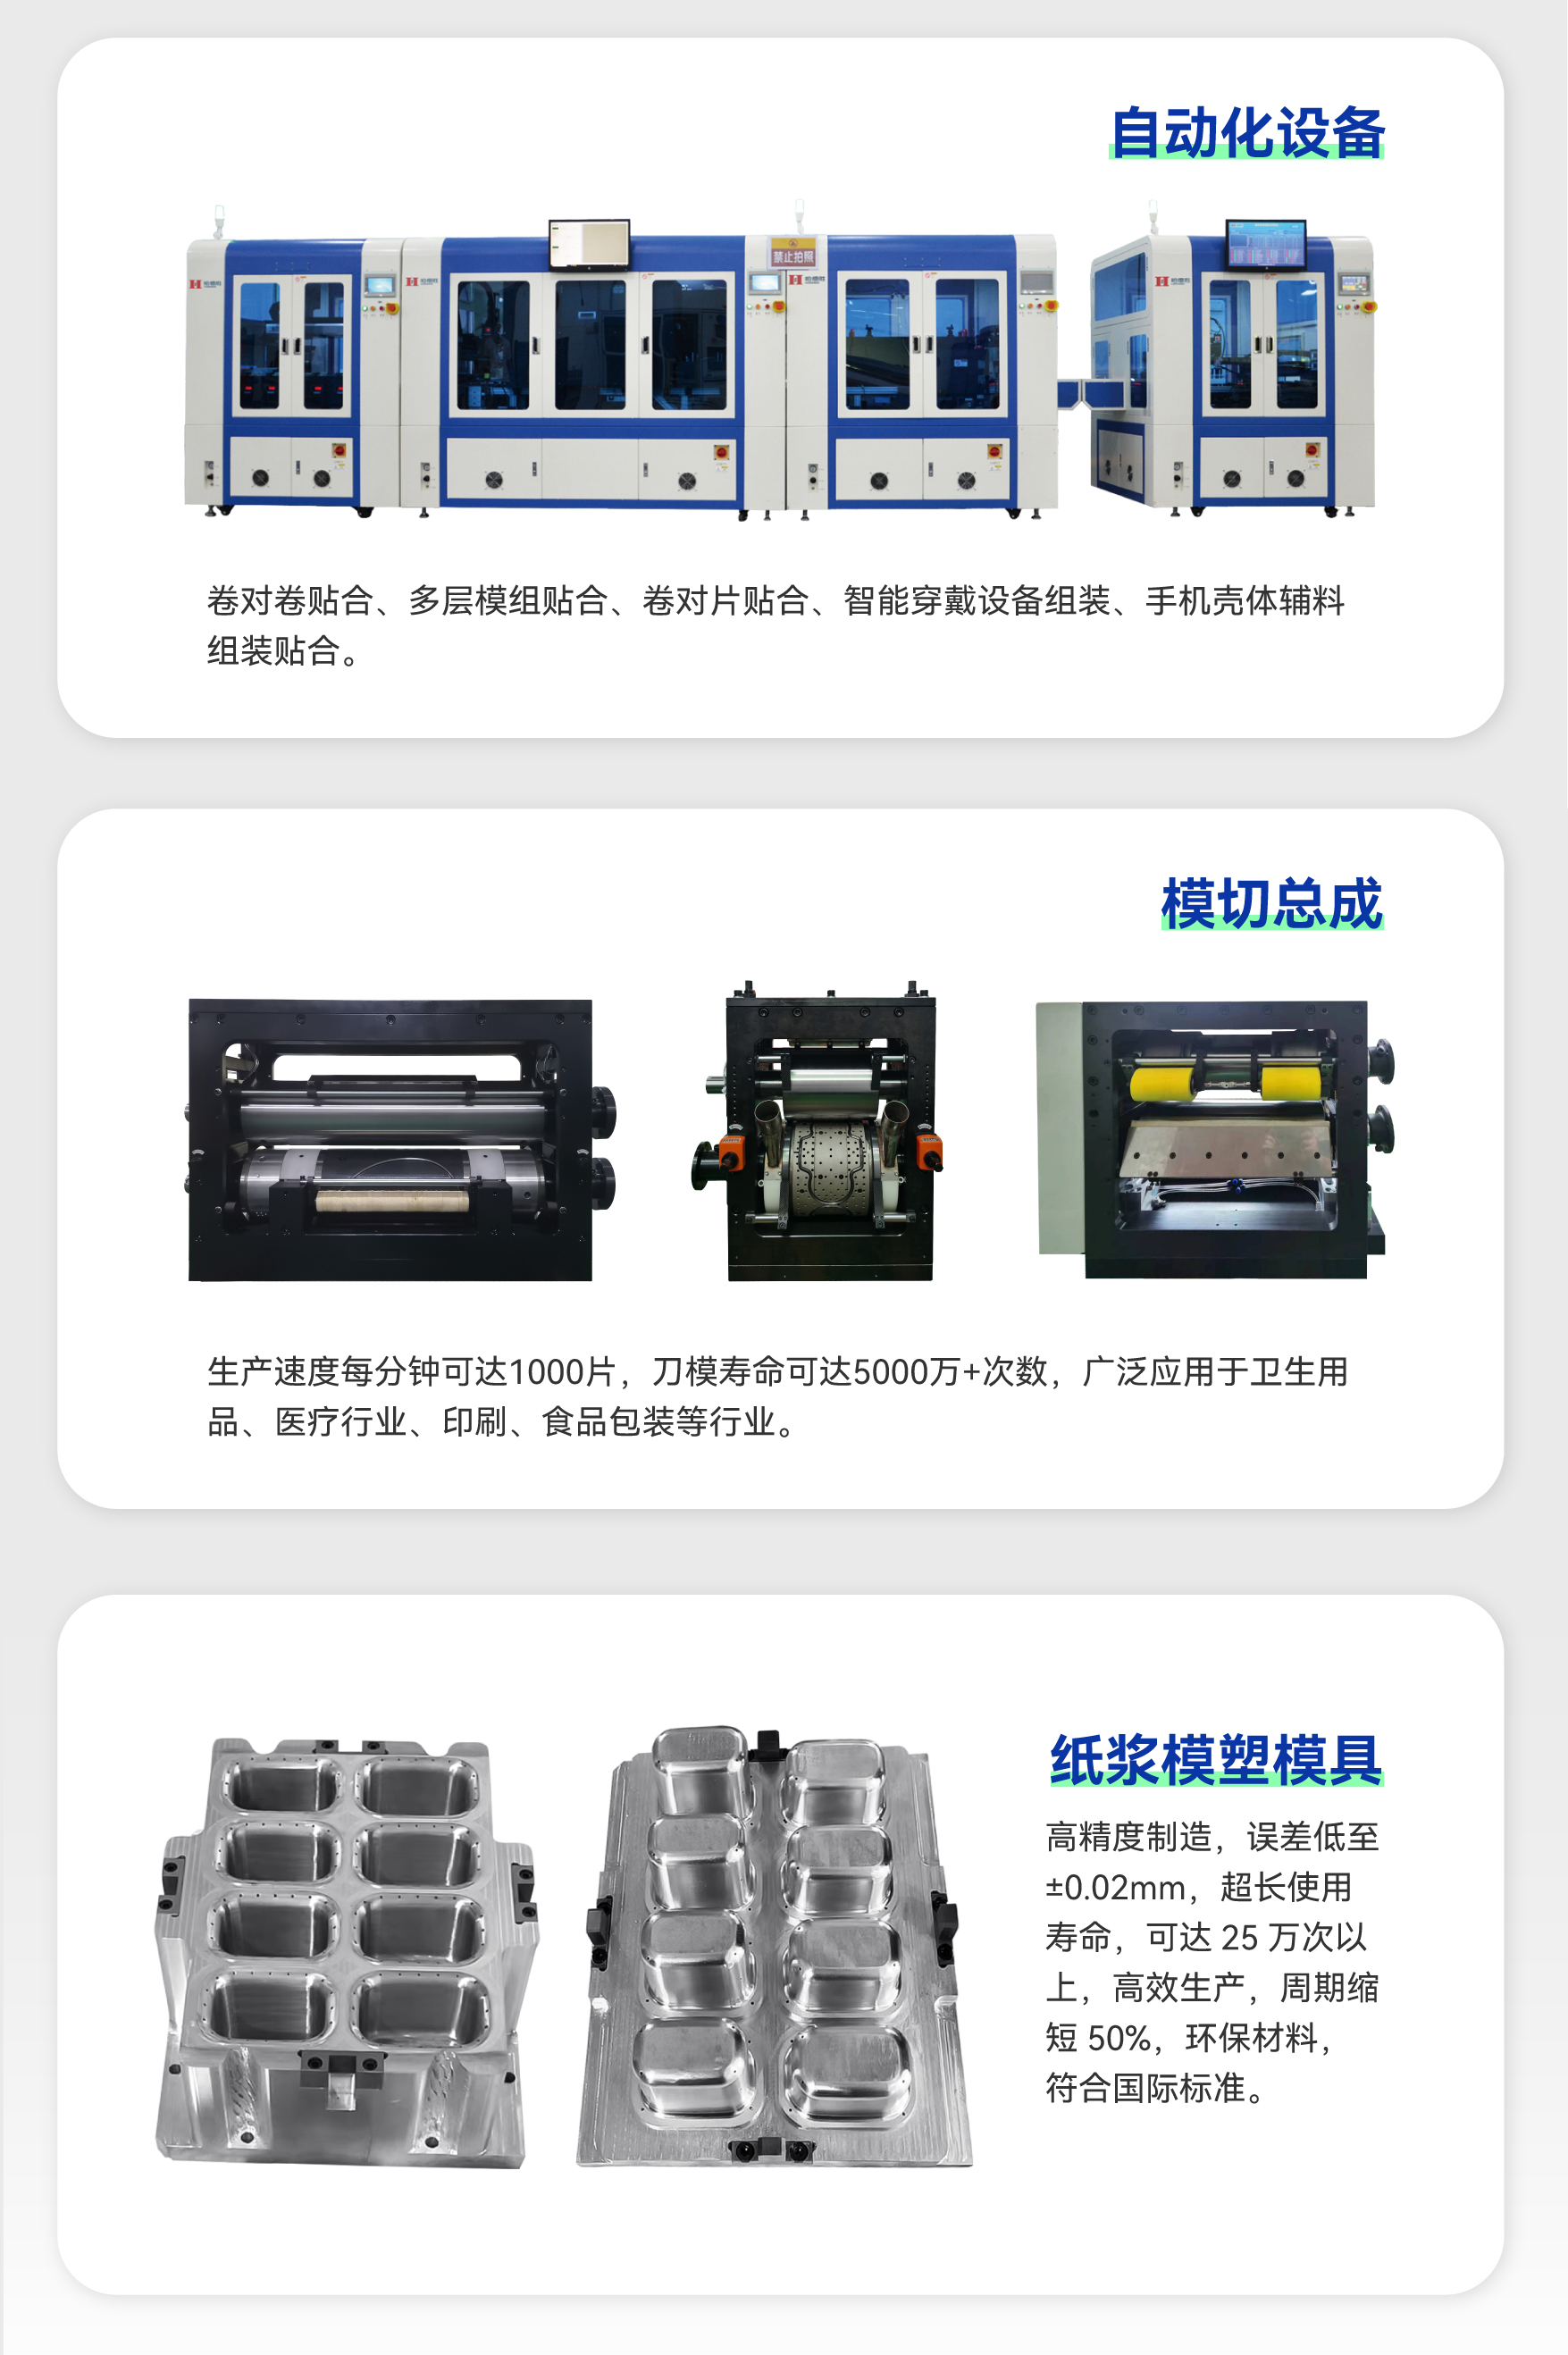 自动化设备
禁止拍照
卷对卷贴合、多层模组贴合、卷对片贴合、智能穿戴设备组装、手机壳体辅料
组装贴合。
模切总成
生产速度每分钟可达1000片，刀模寿命可达5000万+次数，广泛应用于卫生用
品、医疗行业、印刷、食品包装等行业。
纸浆模塑模具
高精度制造，误差低至
±0.02mm，超长使用
寿命，可达 25 万次以
上，高效生产，周期缩
短 50%，环保材料，
符合国际标准。